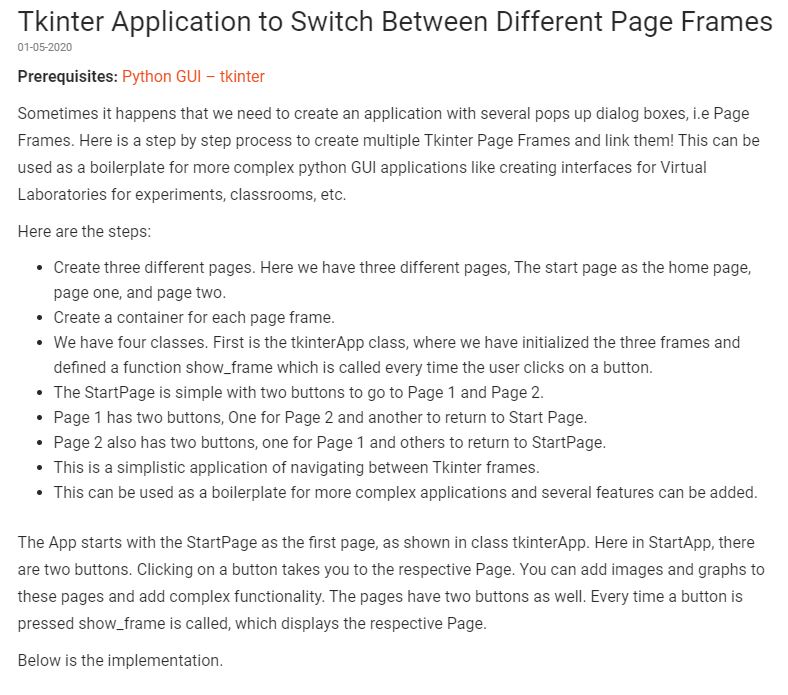 Tkinter Application to Switch Between Different Page Frames
01-05-2020
Prerequisites: Python GUI – tkinter
Sometimes it happens that we need to create an application with several pops up dialog boxes, i.e Page
Frames. Here is a step by step process to create multiple Tkinter Page Frames and link them! This can be
used as a boilerplate for more complex python GUI applications like creating interfaces for Virtual
Laboratories for experiments, classrooms, etc.
Here are the steps:
• Create three different pages. Here we have three different pages, The start page as the home page,
page one, and page two.
• Create a container for each page frame.
• We have four classes. First is the tkinterApp class, where we have initialized the three frames and
defined a function show_frame which is called every time the user clicks on a button.
• The StartPage is simple with two buttons to go to Page 1 and Page 2.
• Page 1 has two buttons, One for Page 2 and another to return to Start Page.
• Page 2 also has two buttons, one for Page 1 and others to return to StartPage.
• This is a simplistic application of navigating between Tkinter frames.
• This can be used as a boilerplate for more complex applications and several features can be added.
The App starts with the StartPage as the first page, as shown in class tkinterApp. Here in StartApp, there
are two buttons. Clicking on a button takes you to the respective Page. You can add images and graphs to
these pages and add complex functionality. The pages have two buttons as well. Every time a button is
pressed show_frame is called, which displays the respective Page.
Below is the implementation.